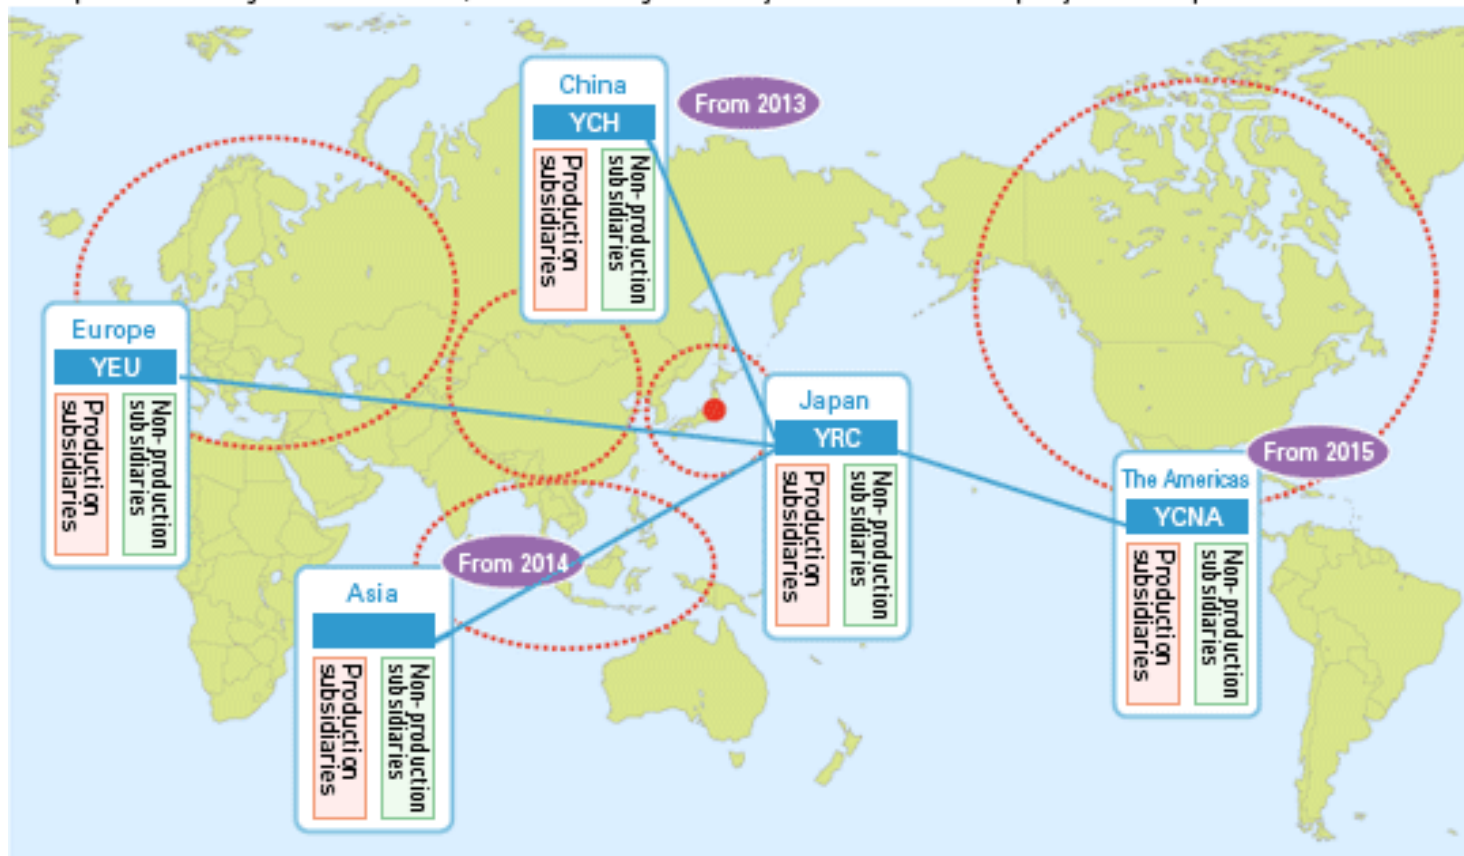 China
YCH
Production
subsidiaries
Non- production
subsidiaries
From 2013
Europe
YEU
Production
subsidiaries
Non- production
subsidiaries
Japan
YRC
Production
subsidiaries
Non- production
subsidiaries
From 2015
The Americas
YCNA
Production
subsidiaries
Non- production
subsidiaries
From 2014
Asia
Production
subsidiaries
Non- production
subsidiaries